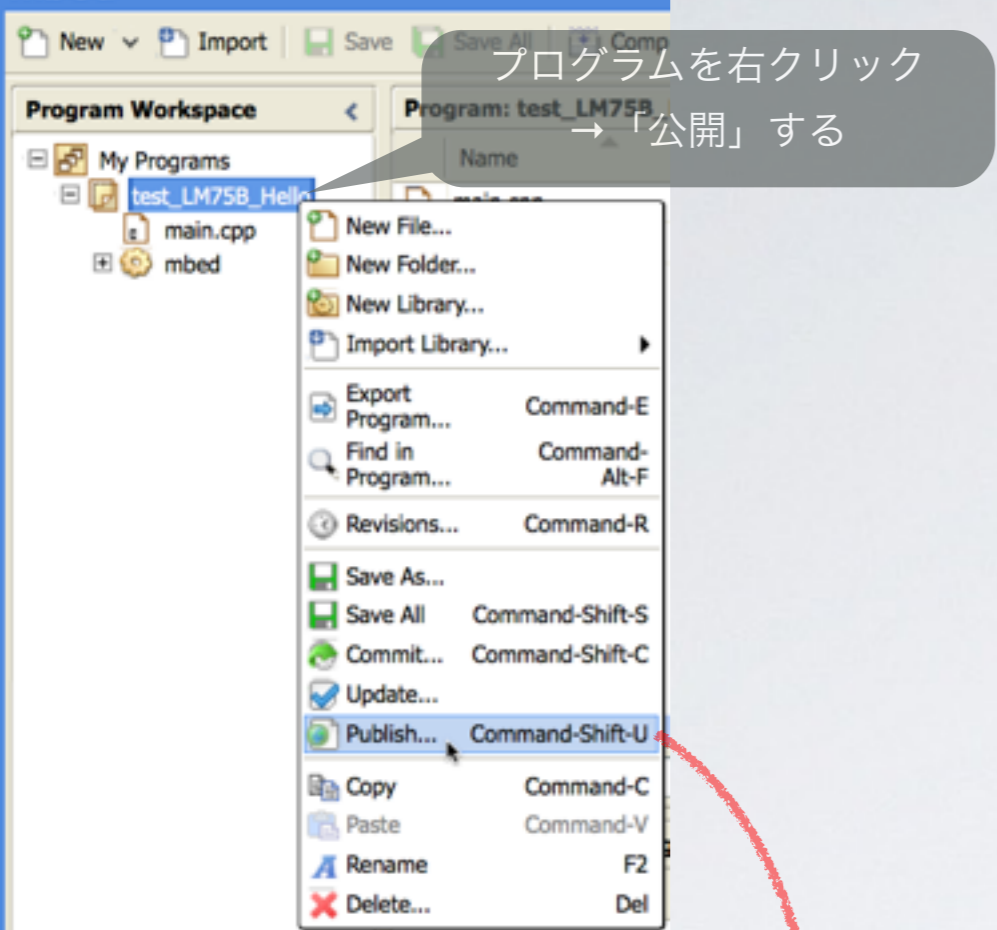 New Import Save Save All Comp
プログラムを右クリック
→「公開」する
Program Workspace
Program: test_LM75B_
Name
My Programs
test_LM75B_Hello
main.cpp
main.cpp
mbed
New File...
New Folder...
New Library...
Import Library...
Export
Program...
Command-E
Find in
Program...
Command-
Alt-F
Revisions... Command-R
Save As...
Save All Command-Shift-S
Commit... Command-Shift-C
Update...
Publish... Command-Shift-U
Copy Command-C
Paste Command-V
Rename F2
Delete... Del